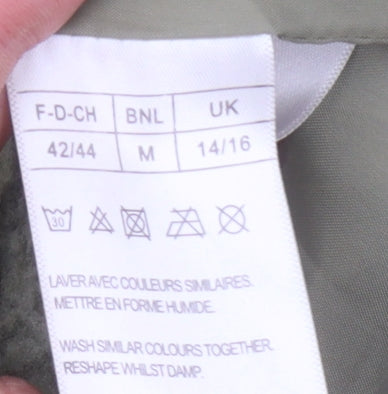 F-D-CH BNL UK
42/44 M 14/16
30
LAVER AVEC COULEURS SIMILAIRES.
METTRE EN FORME HUMIDE.
WASH SIMILAR COLOURS TOGETHER.
RESHAPE WHILST DAMP.